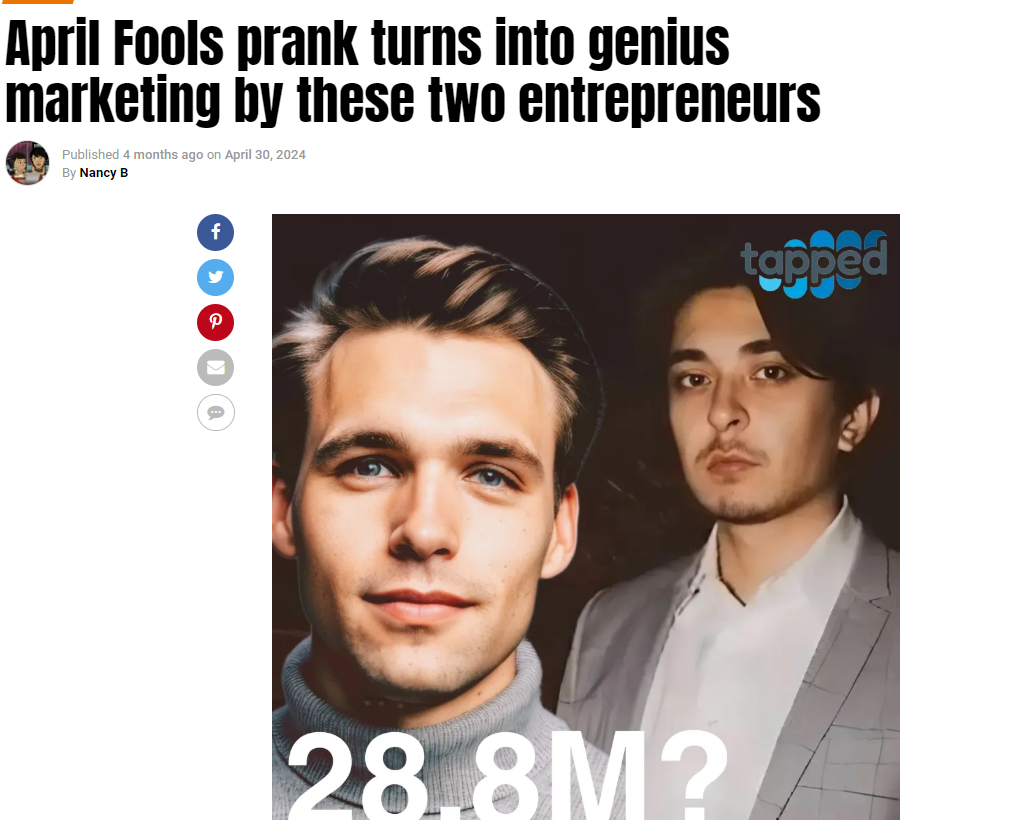 April Fools prank turns into genius
marketing by these two entrepreneurs
Published 4 months ago on April 30, 2024
By Nancy B
tapped
28.8M?